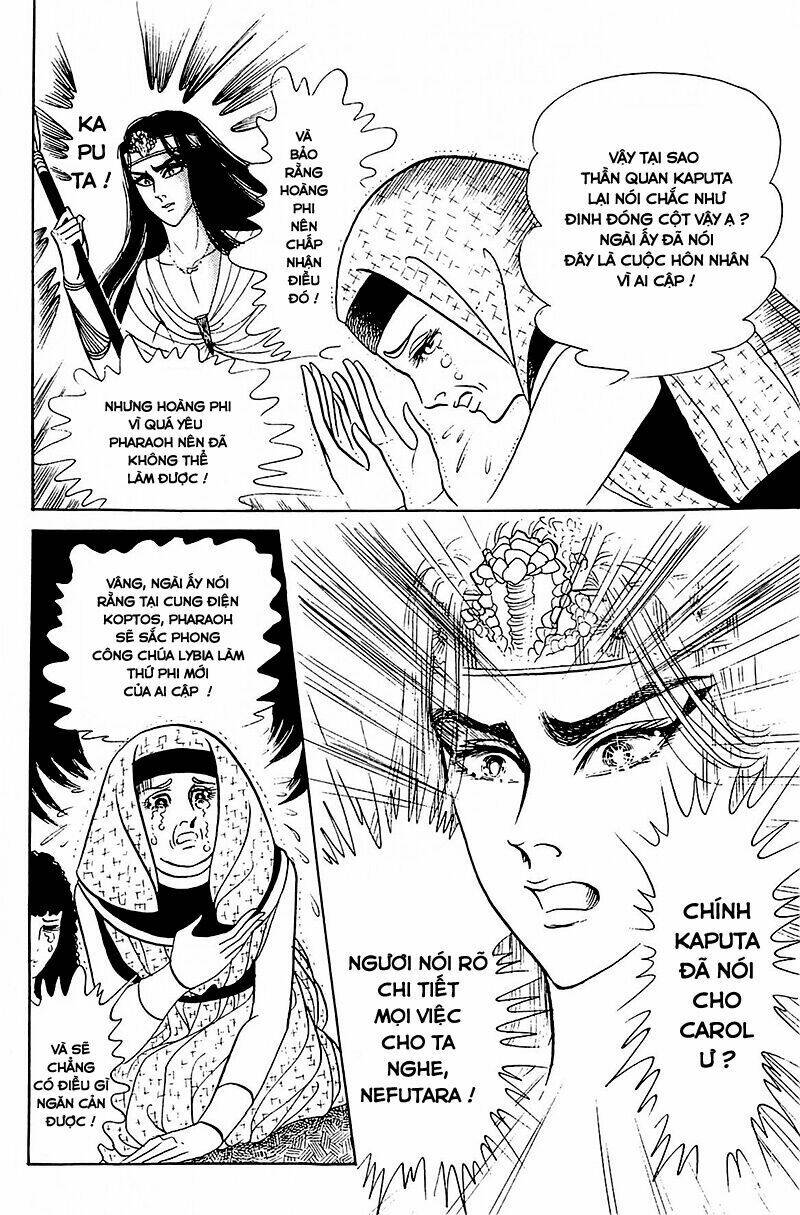 VẬY TẠI SAO
THẦN QUAN KAPUTA
LẠI NÓI CHẮC NHƯ
ĐINH ĐÓNG CỘT VẬY Ạ ?
NGÀI ẤY ĐÃ NÓI
ĐÂY LÀ CUỘC HÔN NHÂN
VÌ AI CẬP !
VÀ
BẢO
RẰNG
HOÀNG
PHI
NÊN
CHẤP
NHẬN
ĐIỀU
ĐÓ !
KA
PU
TA !
NHƯNG HOÀNG PHI
VÌ QUÁ YÊU
PHARAOH NÊN ĐÃ
KHÔNG THỂ
LÀM ĐƯỢC !
CHÍNH
KAPUTA
ĐÃ NÓI
CHO
CAROL
Ư ?
NGƯƠI NÓI RÕ
CHI TIẾT
MỌI VIỆC
CHO TA
NGHE,
NEFUTARA !
VÂNG, NGÀI ẤY NÓI
RẰNG TẠI CUNG ĐIỆN
KOPTOS, PHARAOH
SẼ SẮC PHONG
CÔNG CHÚA LYBIA LÀM
THỨ PHI MỚI
CỦA AI CẬP !
VÀ SẼ
CHẲNG
CÓ ĐIỀU GÌ
NGĂN CẢN
ĐƯỢC !